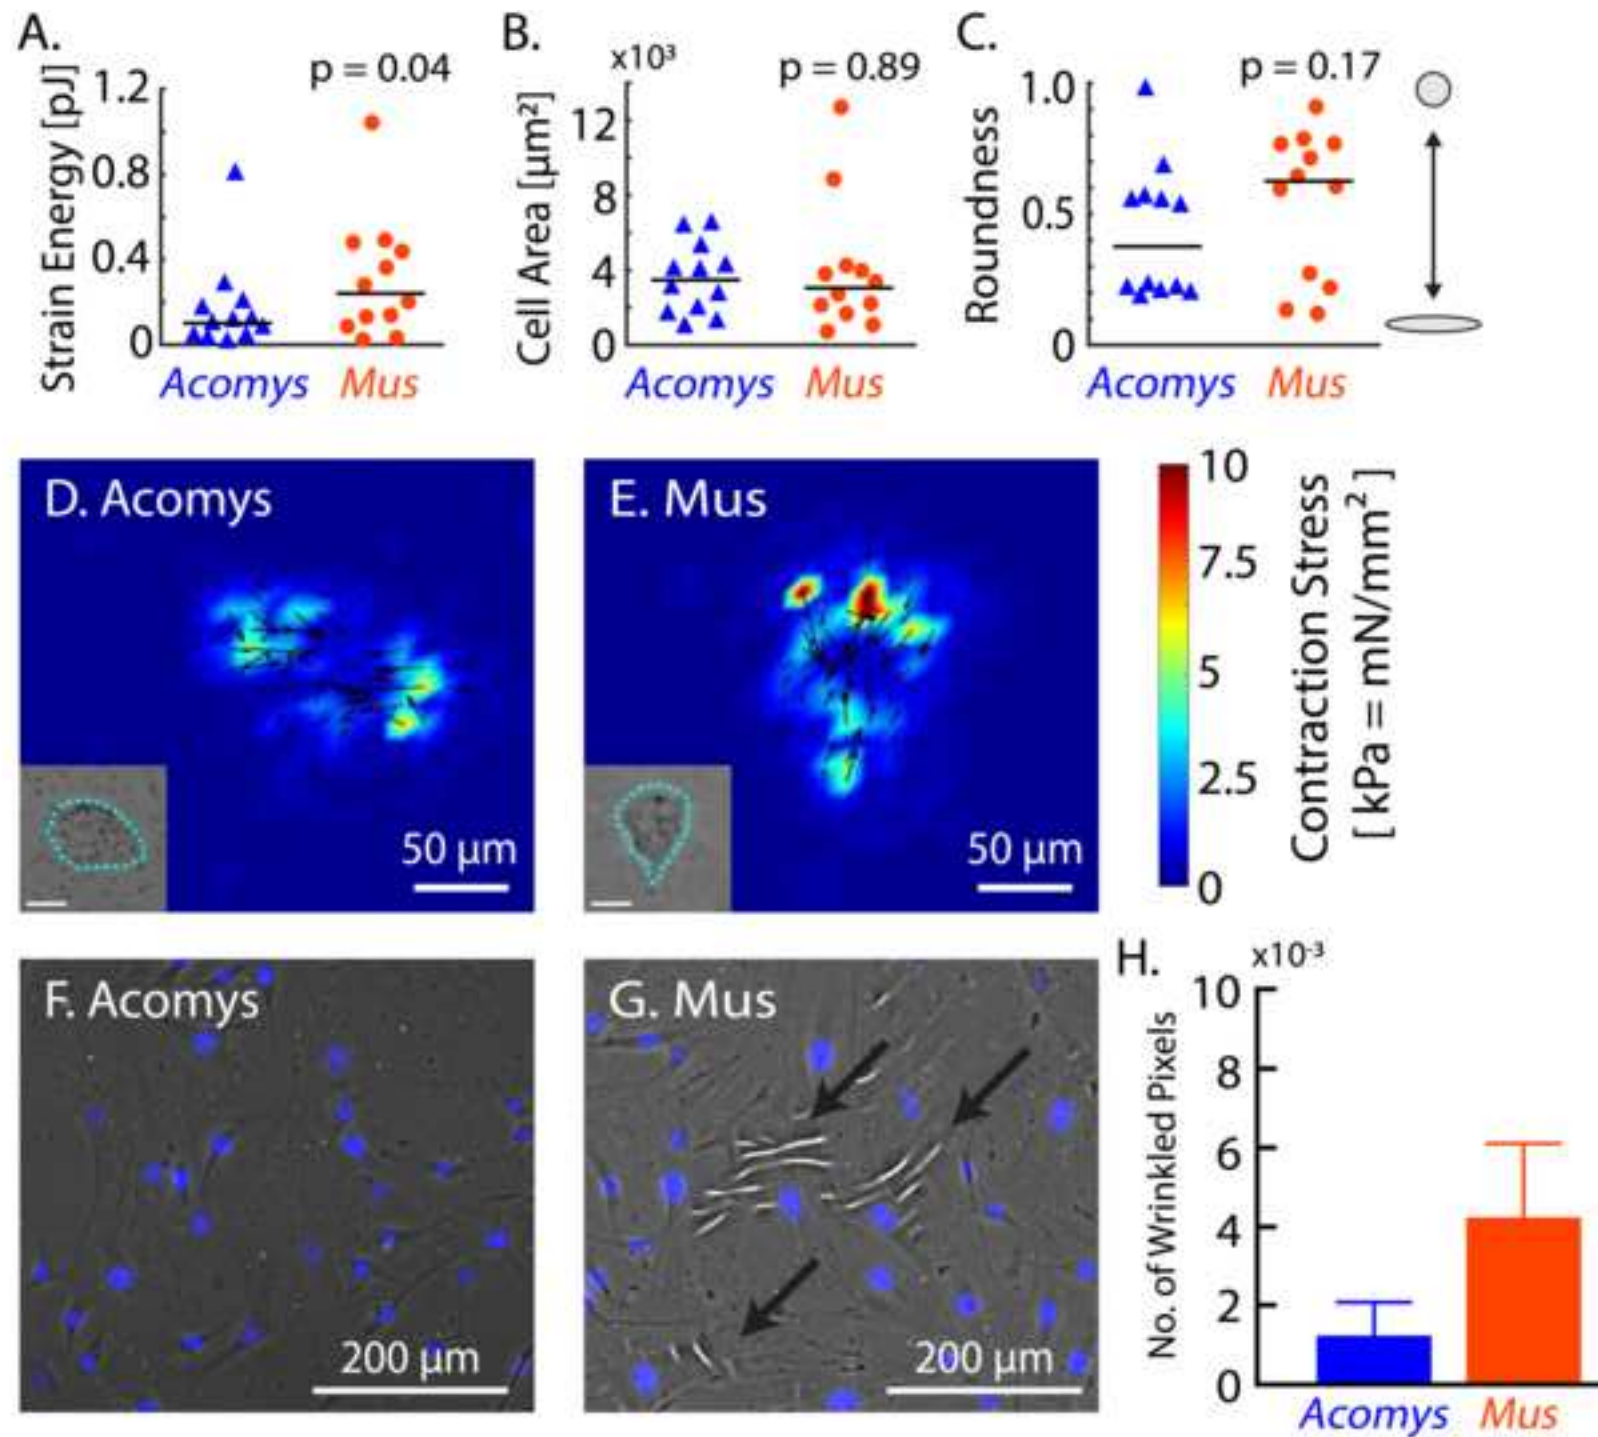 A.
Strain Energy [pJ]
1.2
0.8
0.4
0
p = 0.04
Acomys
Mus
B.
x10³
Cell Area [µm²]
12
8
4
0
p = 0.89
Acomys
Mus
C.
Roundness
1.0
0.5
0
p = 0.17
Acomys
Mus
D. Acomys
50 µm
E. Mus
50 µm
10
7.5
5
2.5
0
Contraction Stress
[ kPa = mN/mm² ]
F. Acomys
200 µm
G. Mus
200 µm
H.
x10⁻³
No. of Wrinkled Pixels
10
8
6
4
2
0
Acomys
Mus